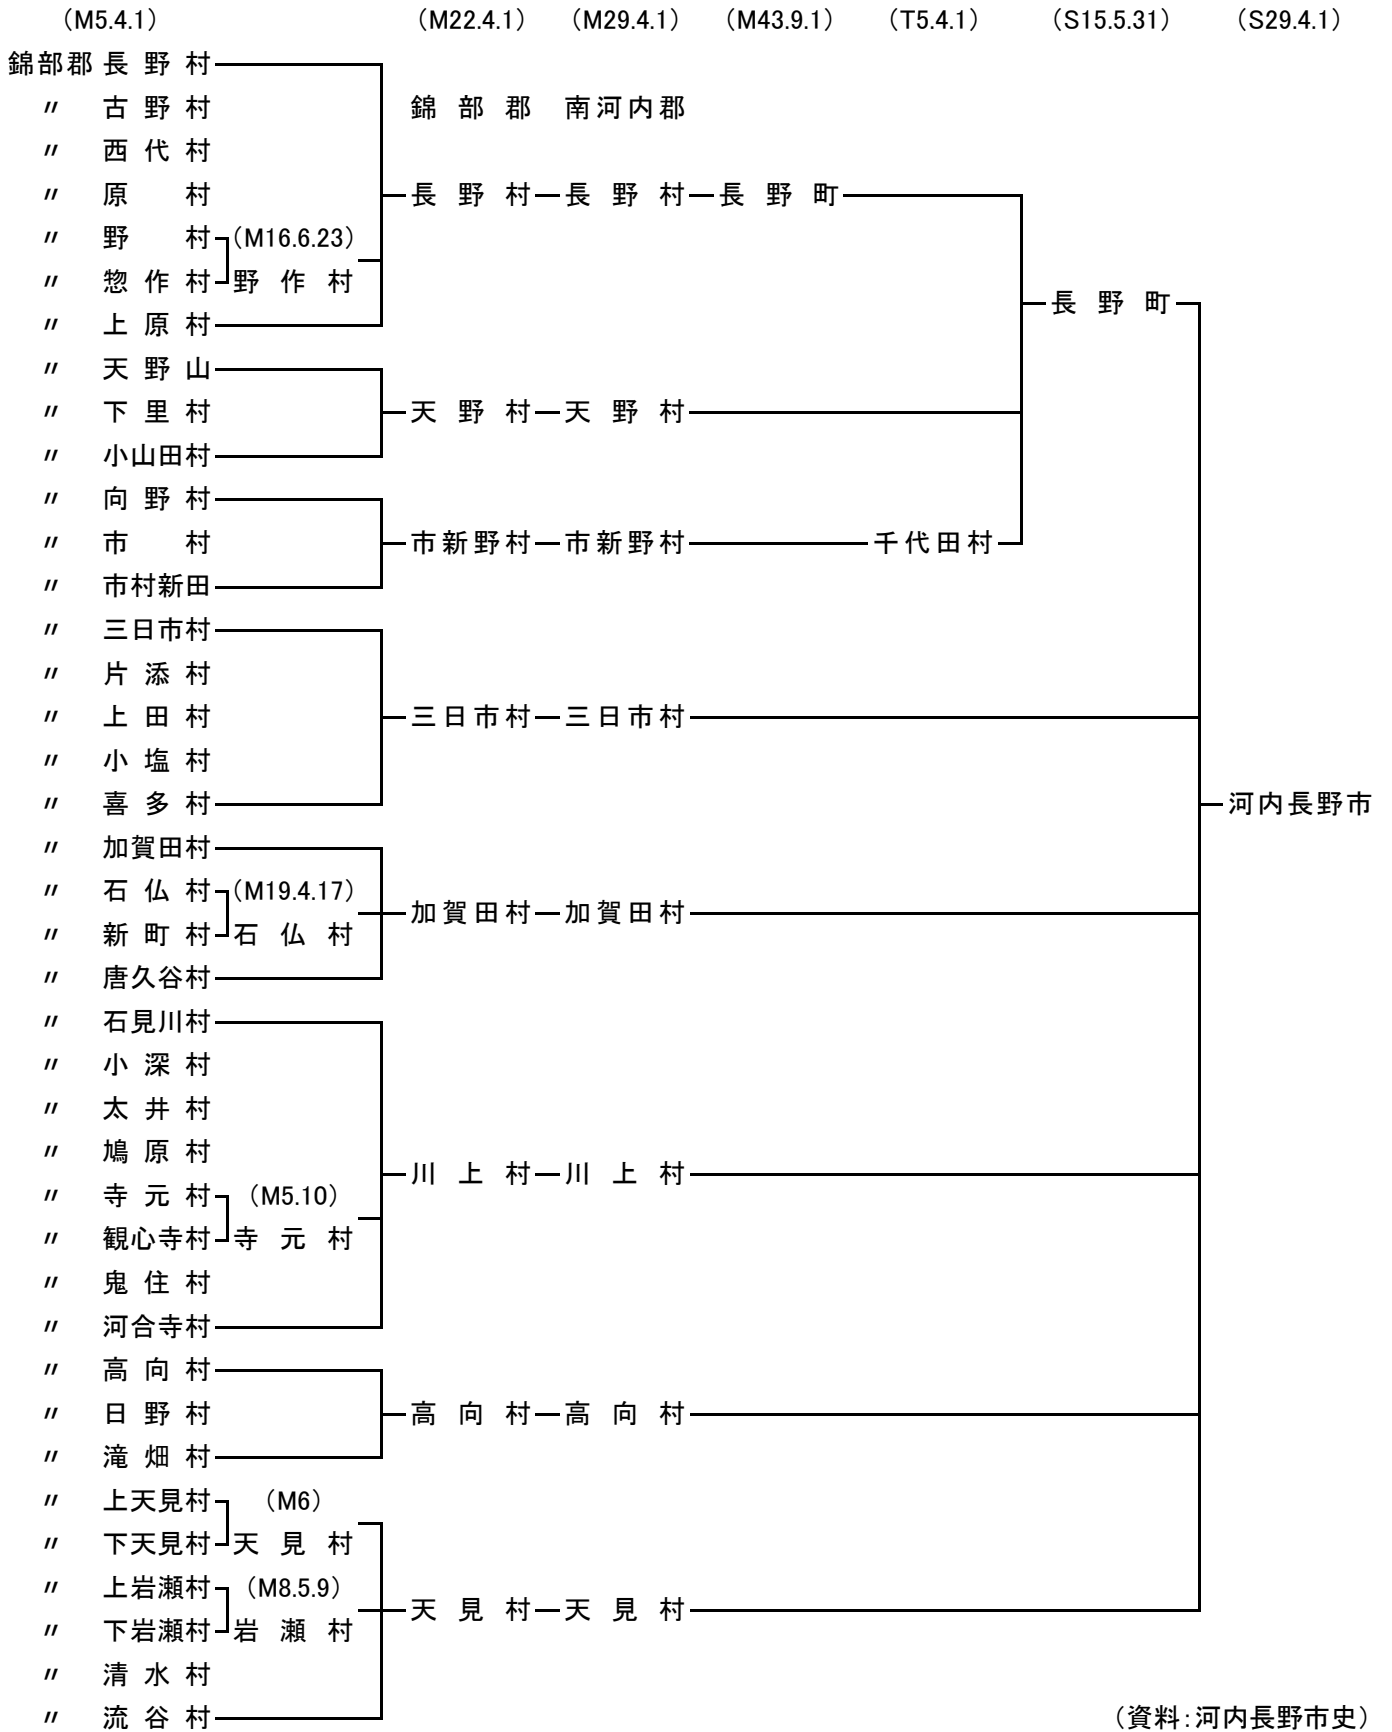 （M5.4.1） （M22.4.1） （M29.4.1） （M43.9.1） （T5.4.1） （S15.5.31） （S29.4.1）
錦部郡 長野村
〃 古野村 錦部郡 南河内郡
〃 西代村
〃 原村 長野村 長野村 長野町
〃 野村 （M16.6.23）
〃 惣作村 野作村
長野町
〃 上原村
〃 天野山
〃 下里村 天野村 天野村
〃 小山田村
〃 向野村
〃 市村 市新野村 市新野村 千代田村
〃 市村新田
〃 三日市村
〃 片添村
〃 上田村 三日市村 三日市村
〃 小塩村
〃 喜多村 河内長野市
〃 加賀田村
〃 石仏村 （M19.4.17）
加賀田村 加賀田村
〃 新町村 石仏村
〃 唐久谷村
〃 石見川村
〃 小深村
〃 太井村
〃 鳩原村
川上村 川上村
〃 寺元村 （M5.10）
〃 観心寺村 寺元村
〃 鬼住村
〃 河合寺村
〃 高向村
〃 日野村 高向村 高向村
〃 滝畑村
〃 上天見村 （M6）
〃 下天見村 天見村
〃 上岩瀬村 （M8.5.9）
天見村 天見村
〃 下岩瀬村 岩瀬村
〃 清水村
〃 流谷村 （資料：河内長野市史）